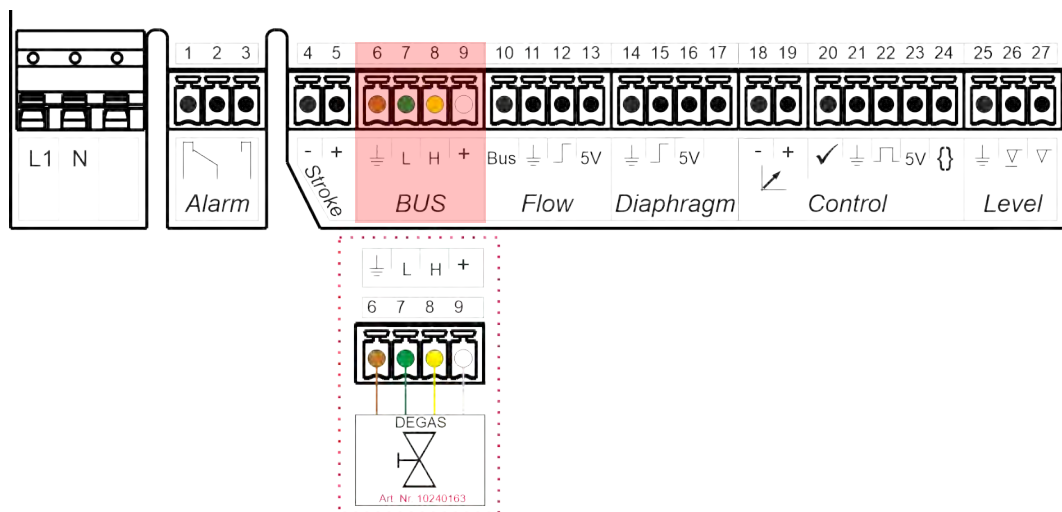 1 2 3 4 5 6 7 8 9 10 11 12 13 14 15 16 17 18 19 20 21 22 23 24 25 26 27
L1 N
- + L H + Bus 5V 5V - + 5V {}
Alarm Stroke BUS Flow Diaphragm Control Level
L H +
6 7 8 9
DEGAS
Art Nr 10240163